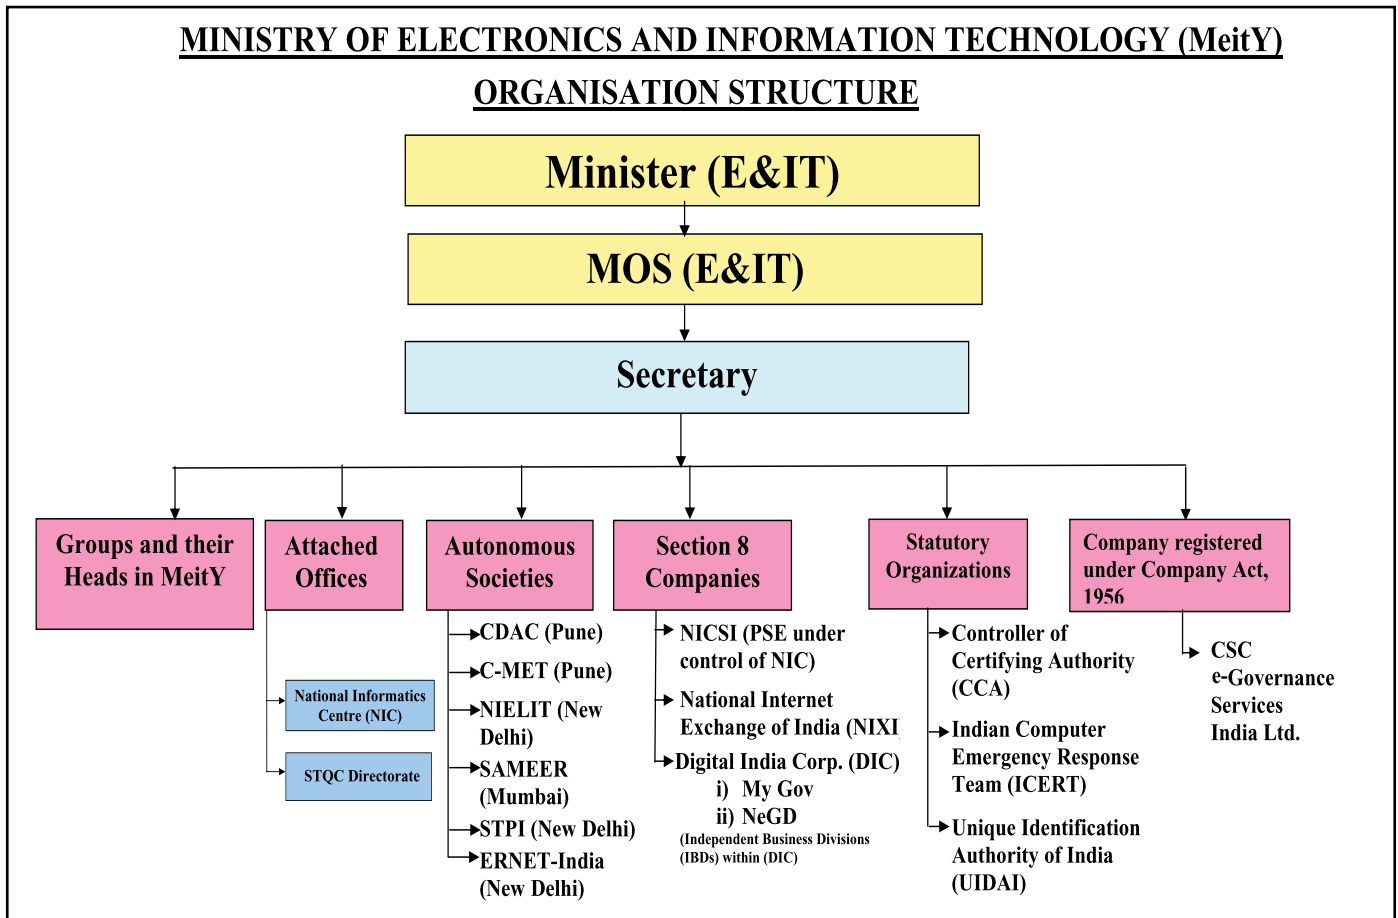 MINISTRY OF ELECTRONICS AND INFORMATION TECHNOLOGY (MeitY)
ORGANISATION STRUCTURE
Minister (E&IT)
MOS (E&IT)
Secretary
Groups and their
Heads in MeitY
Attached
Offices
National Informatics
Centre (NIC)
STQC Directorate
Autonomous
Societies
CDAC (Pune)
C-MET (Pune)
NIELIT (New
Delhi)
SAMEER
(Mumbai)
STPI (New Delhi)
ERNET-India
(New Delhi)
Section 8
Companies
NICSI (PSE under
control of NIC)
National Internet
Exchange of India (NIXI
Digital India Corp. (DIC)
i) My Gov
ii) NeGD
(Independent Business Divisions
(IBDs) within (DIC)
Statutory
Organizations
Controller of
Certifying Authority
(CCA)
Indian Computer
Emergency Response
Team (ICERT)
Unique Identification
Authority of India
(UIDAI)
Company registered
under Company Act,
1956
CSC
e-Governance
Services
India Ltd.